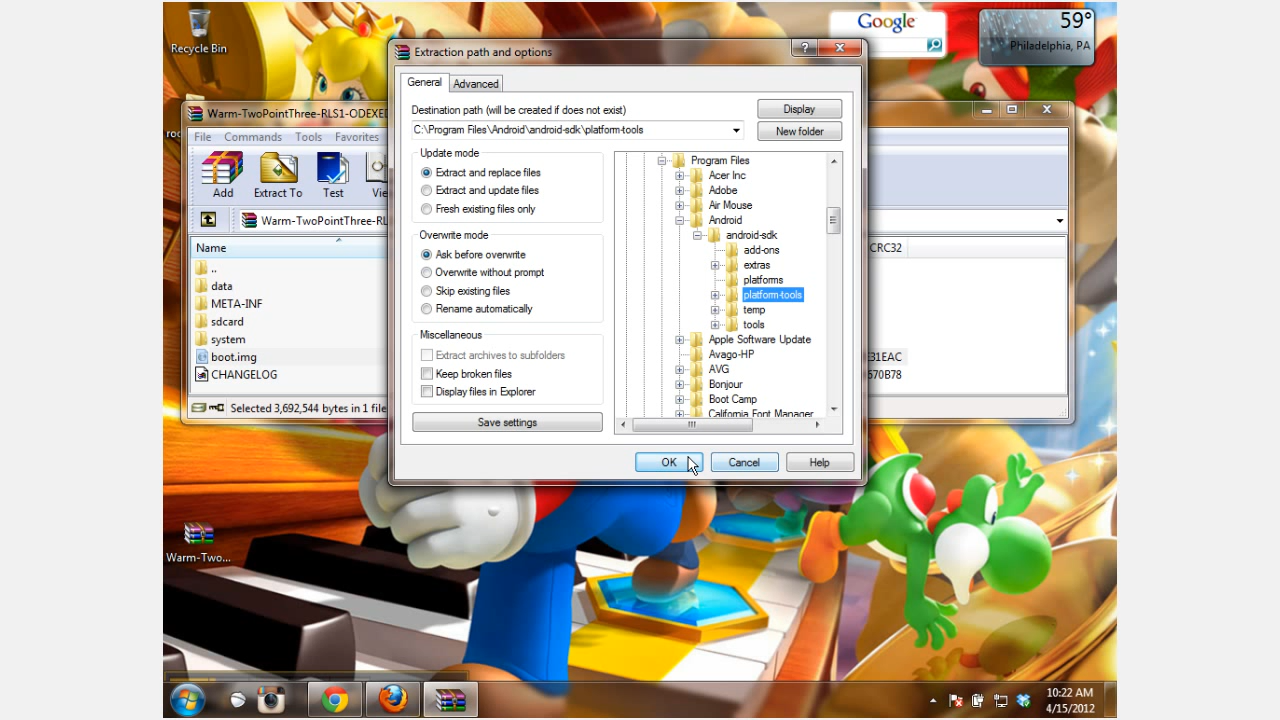 Recycle Bin
Google
59°
Philadelphia, PA
Extraction path and options
General
Advanced
Destination path (will be created if does not exist)
Display
C:\Program Files\Android\android-sdk\platform-tools
New folder
Update mode
Extract and replace files
Extract and update files
Fresh existing files only
Overwrite mode
Ask before overwrite
Overwrite without prompt
Skip existing files
Rename automatically
Miscellaneous
Extract archives to subfolders
Keep broken files
Display files in Explorer
Save settings
Program Files
Acer Inc
Adobe
Air Mouse
Android
android-sdk
add-ons
extras
platforms
platform-tools
temp
tools
Apple Software Update
Avago-HP
AVG
Bonjour
Boot Camp
California Font Manager
OK
Cancel
Help
Warm-TwoPointThree-RLS1-ODEXED
File Commands Tools Favorites
Add
Extract To
Test
Vie
Warm-TwoPointThree-RL
Name
CRC32
..
data
META-INF
sdcard
system
boot.img
31EAC
CHANGELOG
570B78
Selected 3,692,544 bytes in 1 file
Warm-Two...
10:22 AM
4/15/2012